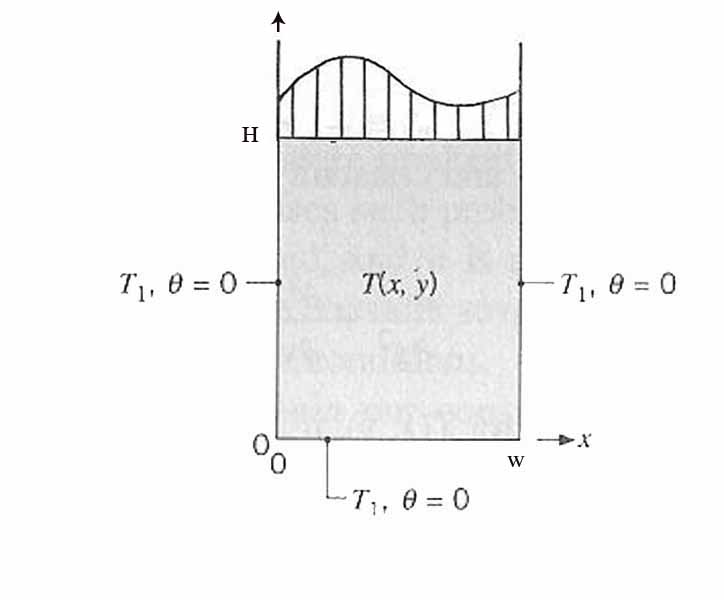 H
T₁, θ = 0
T(x, y)
T₁, θ = 0
0
0
w
x
T₁, θ = 0